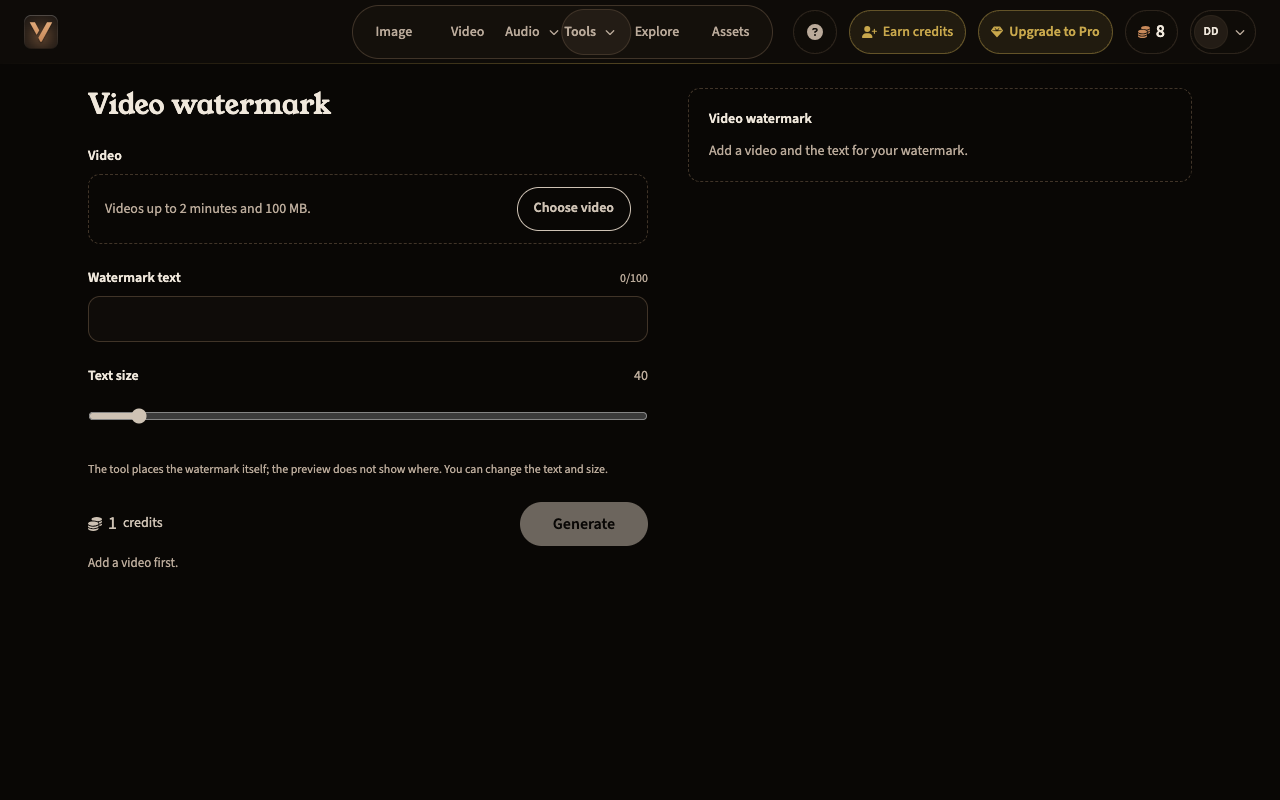 Image Video Audio Tools Explore Assets ? Earn credits Upgrade to Pro 8 DD
Video watermark
Video
Videos up to 2 minutes and 100 MB. Choose video
Watermark text 0/100
Text size 40
The tool places the watermark itself; the preview does not show where. You can change the text and size.
1 credits Generate
Add a video first.
Video watermark
Add a video and the text for your watermark.